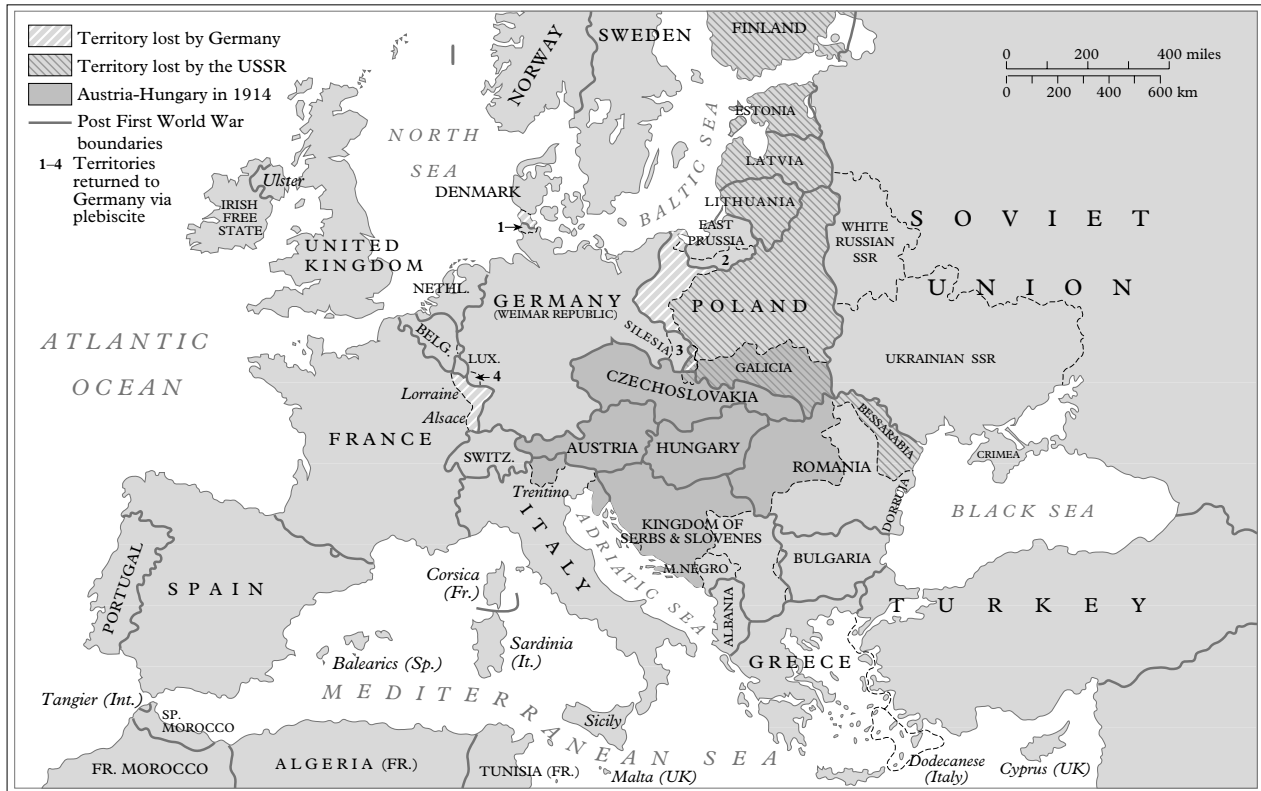 Territory lost by Germany
Territory lost by the USSR
Austria-Hungary in 1914
Post First World War
boundaries
1–4 Territories
returned to
Germany via
plebiscite
0 200 400 miles
0 200 400 600 km
FINLAND
SWEDEN
NORWAY
NORTH
SEA
BALTIC SEA
ESTONIA
LATVIA
LITHUANIA
DENMARK
EAST
PRUSSIA
1
2
Ulster
IRISH
FREE
STATE
UNITED
KINGDOM
SOVIET
UNION
WHITE
RUSSIAN
SSR
NETHL.
GERMANY
(WEIMAR REPUBLIC)
POLAND
BELG.
SILESIA
3
LUX.
4
ATLANTIC
OCEAN
UKRAINIAN SSR
GALICIA
CZECHOSLOVAKIA
Lorraine
Alsace
FRANCE
SWITZ.
AUSTRIA
HUNGARY
ROMANIA
BESSARABIA
CRIMEA
Trentino
ITALY
ADRIATIC SEA
KINGDOM OF
SERBS & SLOVENES
DORRUJA
BLACK SEA
M.NEGRO
BULGARIA
PORTUGAL
SPAIN
Corsica
(Fr.)
ALBANIA
TURKEY
Sardinia
(It.)
Balearics (Sp.)
GREECE
MEDITERRANEAN SEA
Tangier (Int.)
SP.
MOROCCO
Sicily
FR. MOROCCO
ALGERIA (FR.)
TUNISIA (FR.)
Malta (UK)
Dodecanese
(Italy)
Cyprus (UK)